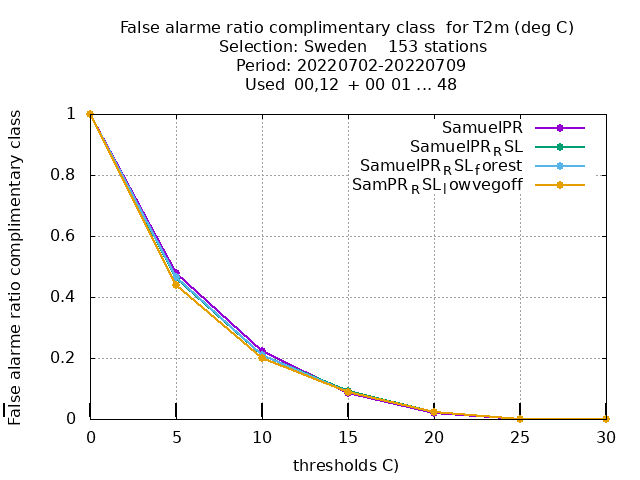 False alarme ratio complimentary class  for T2m (deg C)
Selection: Sweden    153 stations
Period: 20220702-20220709
Used  00,12  + 00 01 ... 48
False alarme ratio complimentary class
1
0.8
0.6
0.4
0.2
0
SamuelPR
SamuelPR_RSL
SamuelPR_RSL_forest
SamPR_RSL_lowvegoff
0 5 10 15 20 25 30
thresholds C)